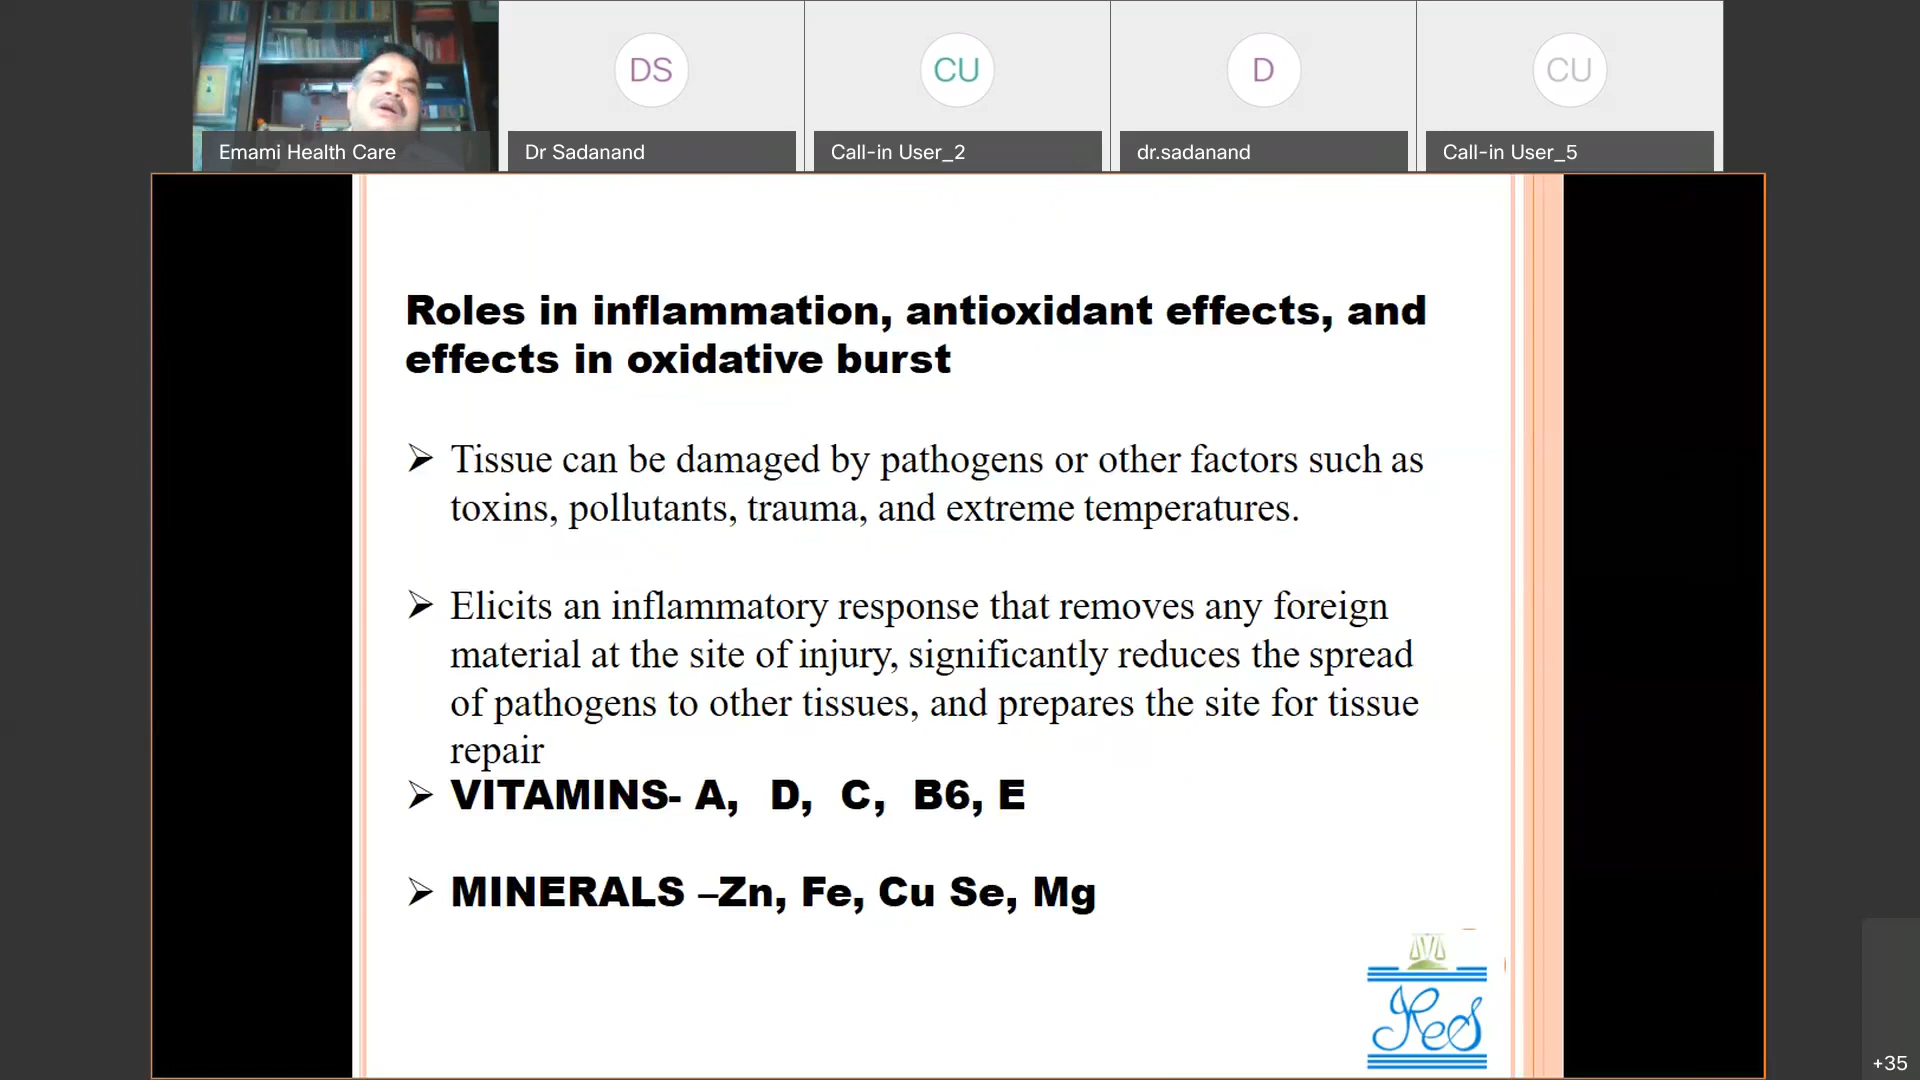 DS
CU
D
CU
Emami Health Care
Dr Sadanand
Call-in User_2
dr.sadanand
Call-in User_5
Roles in inflammation, antioxidant effects, and
effects in oxidative burst
Tissue can be damaged by pathogens or other factors such as
toxins, pollutants, trauma, and extreme temperatures.
Elicits an inflammatory response that removes any foreign
material at the site of injury, significantly reduces the spread
of pathogens to other tissues, and prepares the site for tissue
repair
VITAMINS- A, D, C, B6, E
MINERALS –Zn, Fe, Cu Se, Mg
+35